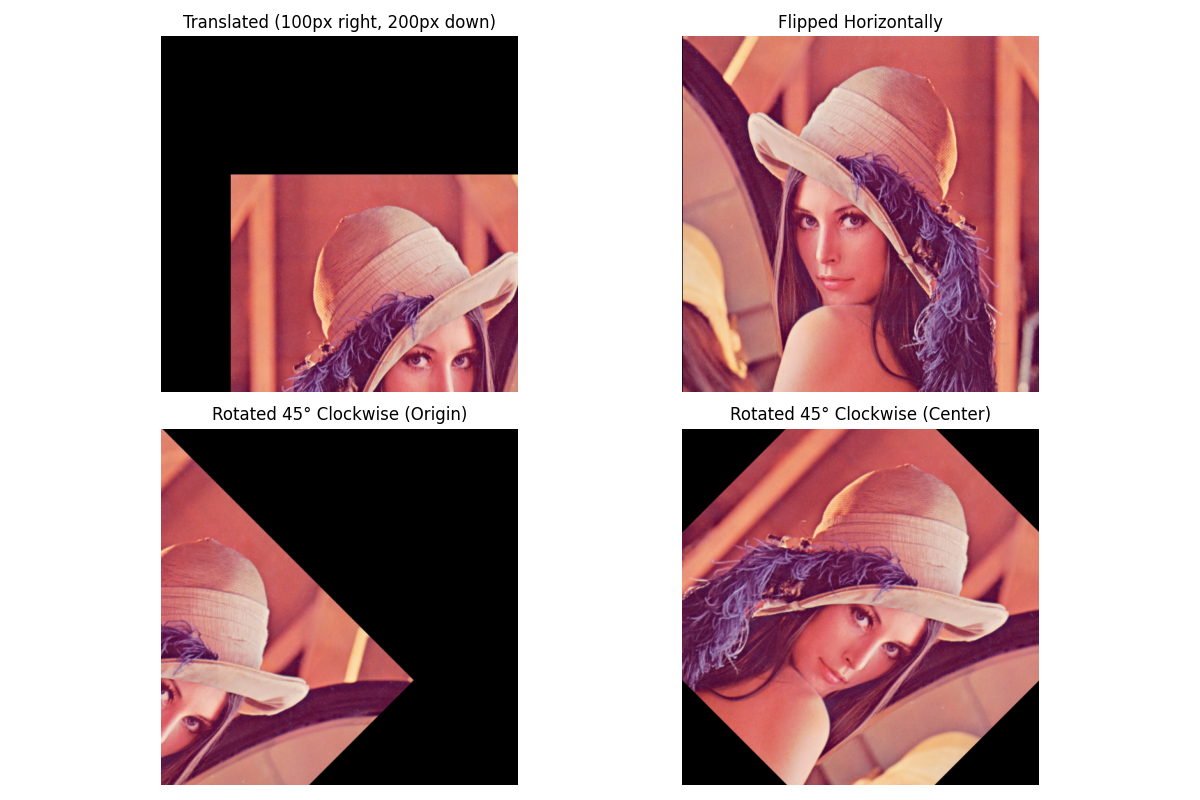 Translated (100px right, 200px down)
Flipped Horizontally
Rotated 45° Clockwise (Origin)
Rotated 45° Clockwise (Center)